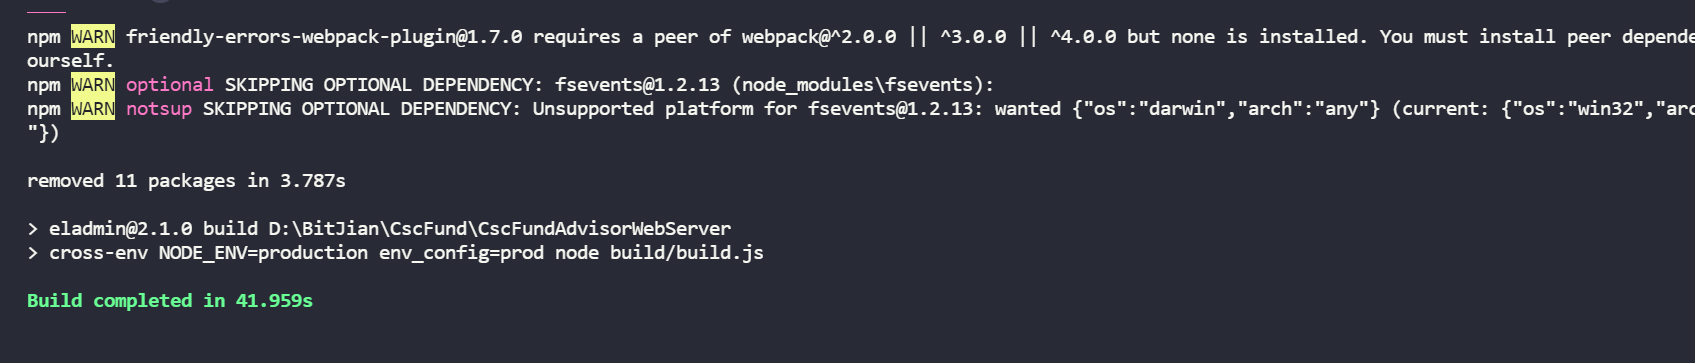 npm WARN friendly-errors-webpack-plugin@1.7.0 requires a peer of webpack@^2.0.0 || ^3.0.0 || ^4.0.0 but none is installed. You must install peer depende
ourself.
npm WARN optional SKIPPING OPTIONAL DEPENDENCY: fsevents@1.2.13 (node_modules\fsevents):
npm WARN notsup SKIPPING OPTIONAL DEPENDENCY: Unsupported platform for fsevents@1.2.13: wanted {"os":"darwin","arch":"any"} (current: {"os":"win32","arc
"})
removed 11 packages in 3.787s
> eladmin@2.1.0 build D:\BitJian\CscFund\CscFundAdvisorWebServer
> cross-env NODE_ENV=production env_config=prod node build/build.js
Build completed in 41.959s